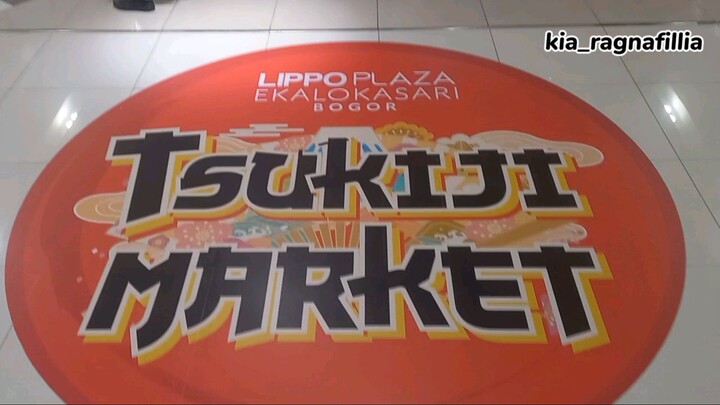 kia_ragnafillia
LIPPO PLAZA
EKALOKASARI
BOGOR
TSUKIJI
MARKET